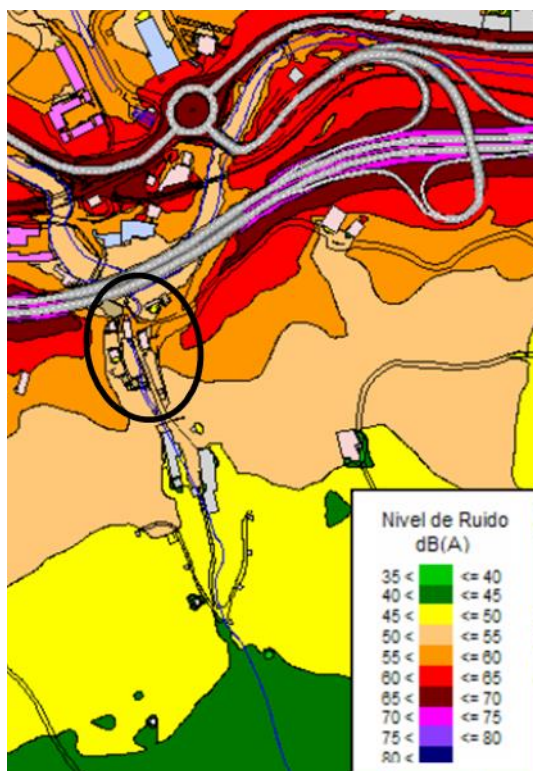 Nivel de Ruido
dB(A)
35 < <= 40
40 < <= 45
45 < <= 50
50 < <= 55
55 < <= 60
60 < <= 65
65 < <= 70
70 < <= 75
75 < <= 80
80 <